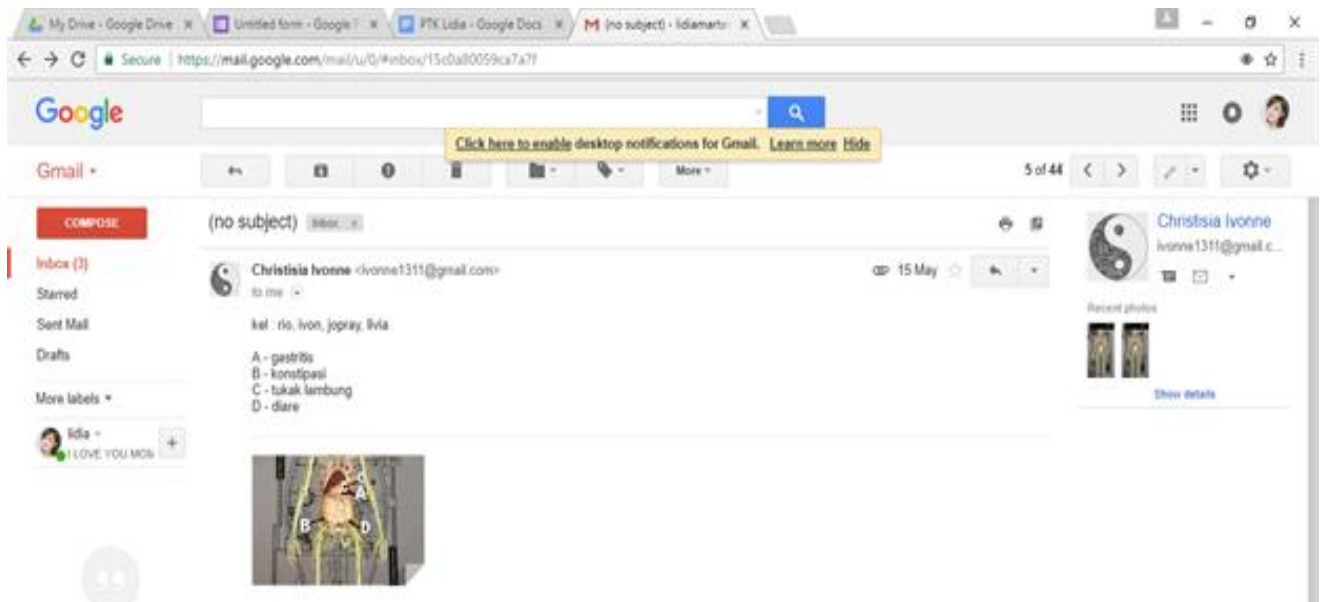 My Drive - Google Drive
Untitled form - Google
PTK Lidia - Google Docs
(no subject) - lidiamarts
Secure
https://mail.google.com/mail/u/0/#inbox/15c0a80059ca7a7f
Google
Click here to enable desktop notifications for Gmail. Learn more Hide
Gmail
More
5 of 44
COMPOSE
Inbox (3)
Starred
Sent Mail
Drafts
More labels
lidia
I LOVE YOU MOM
(no subject)
Inbox x
Christisia Ivonne <ivonne1311@gmail.com>
to me
15 May
kel : rio, ivon, jopray, livia
A - gastritis
B - konstipasi
C - tukak lambung
D - diare
C
A
B
D
Christisia Ivonne
ivonne1311@gmail.c...
Recent photos
Show details